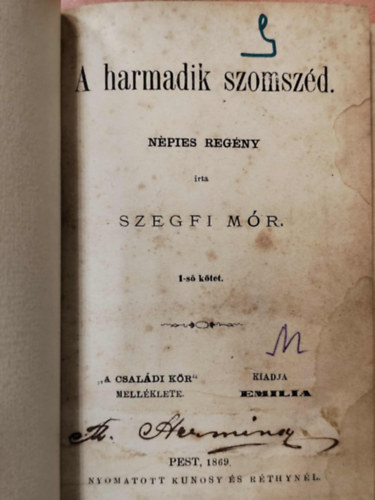 A harmadik szomszéd.
NÉPIES REGÉNY
irta
SZEGFI MÓR.
1-ső kötet.
„A CSALÁDI KÖR“
MELLÉKLETE.
KIADJA
EMILIA
PEST, 1869.
NYOMATOTT KUNOSY ÉS RÉTHYNÉL.